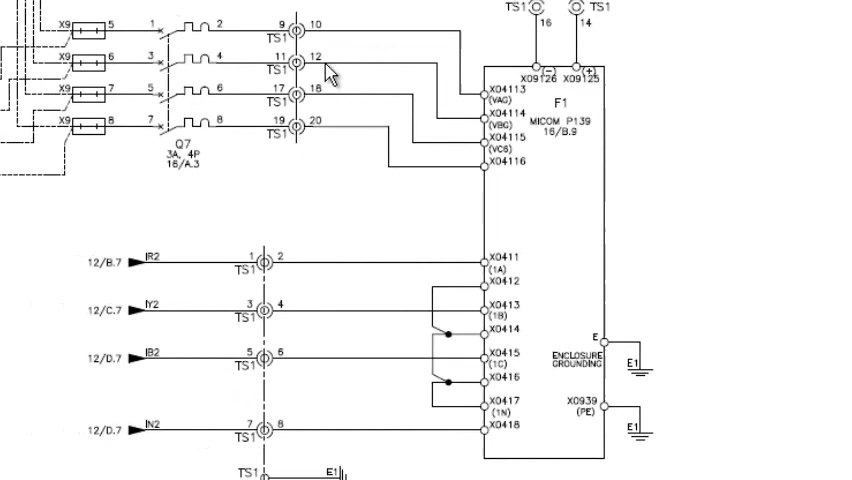 TS1 16 14 TS1
X9 5 1 2 9 10
TS1
X9 6 3 4 11 12
TS1
X9 7 5 6 17 18
TS1
X9 8 7 8 19 20
TS1
Q7
3A, 4P
16/A.3
X09126 (-) X09125 (+)
X04113
(VAG)
X04114
(VBG)
X04115
(VCG)
X04116
F1
MICOM P139
16/B.9
12/B.7 IR2 1 2
TS1
12/C.7 IY2 3 4
TS1
12/D.7 IB2 5 6
TS1
12/D.7 IN2 7 8
TS1
TS1 E1
X0411
(1A)
X0412
X0413
(1B)
X0414
X0415
(1C)
X0416
X0417
(1N)
X0418
E
ENCLOSURE
GROUNDING
E1
X0939
(PE)
E1